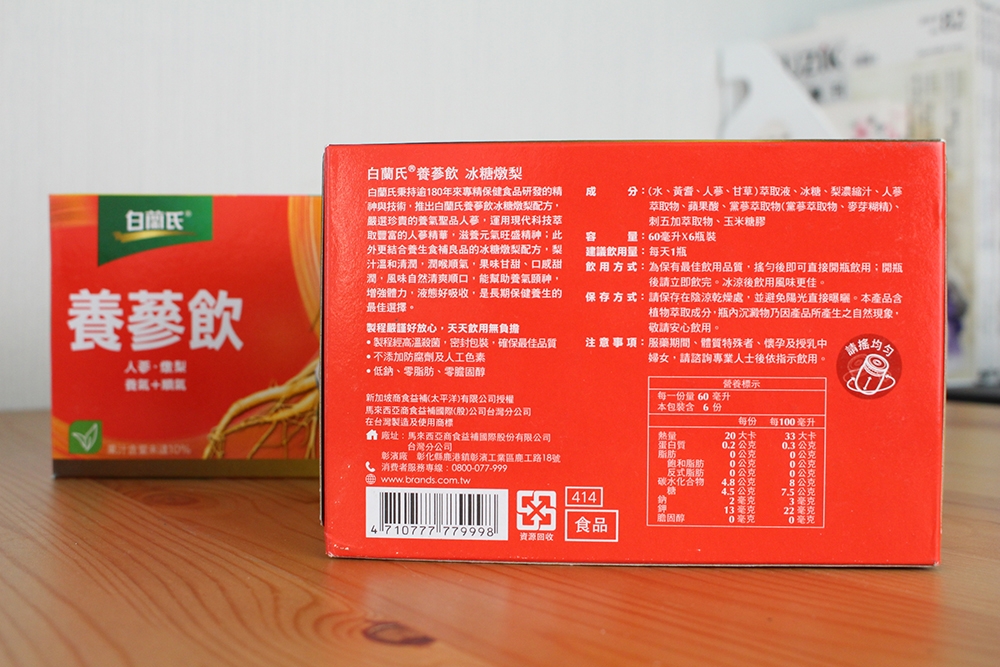 白蘭氏®
養蔘飲
人蔘・燉梨
養氣+順氣
果汁含量未達10%
白蘭氏®養蔘飲 冰糖燉梨
白蘭氏秉持逾180年來專精保健食品研發的精
神與技術，推出白蘭氏養蔘飲冰糖燉梨配方，
嚴選珍貴的養氣聖品人蔘，運用現代科技萃
取豐富的人蔘精華，滋養元氣旺盛精神；此
外更結合養生食補良品的冰糖燉梨配方，梨
汁溫和清潤，潤喉順氣，果味甘甜、口感甜
潤，風味自然清爽順口，能幫助養氣頤神，
增強體力，液態好吸收，是長期保健養生的
最佳選擇。
製程嚴謹好放心，天天飲用無負擔
•製程經高溫殺菌，密封包裝，確保最佳品質
•不添加防腐劑及人工色素
•低鈉、零脂肪、零膽固醇
新加坡商食益補(太平洋)有限公司授權
馬來西亞商食益補國際(股)公司台灣分公司
在台灣製造及使用商標
廠址：馬來西亞商食益補國際股份有限公司
台灣分公司
彰濱廠 彰化縣鹿港鎮彰濱工業區鹿工路18號
消費者服務專線：0800-077-999
www.brands.com.tw
4 710777 779998
資源回收
414
食品
成 分：(水、黃耆、人蔘、甘草)萃取液、冰糖、梨濃縮汁、人蔘
萃取物、蘋果酸、黨蔘萃取物(黨蔘萃取物、麥芽糊精)、
刺五加萃取物、玉米糖膠
容 量：60毫升X6瓶裝
建議飲用量：每天1瓶
飲用方式：為保有最佳飲用品質，搖勻後即可直接開瓶飲用；開瓶
後請立即飲完。冰涼後飲用風味更佳。
保存方式：請保存在陰涼乾燥處，並避免陽光直接曝曬。本產品含
植物萃取成分，瓶內沉澱物乃因產品所產生之自然現象，
敬請安心飲用。
注意事項：服藥期間、體質特殊者、懷孕及授乳中
婦女，請諮詢專業人士後依指示飲用。
請搖均勻
營養標示
每一份量 60 毫升
本包裝含 6 份
每份 每100毫升
熱量 20 大卡 33 大卡
蛋白質 0.2 公克 0.3 公克
脂肪 0 公克 0 公克
飽和脂肪 0 公克 0 公克
反式脂肪 0 公克 0 公克
碳水化合物 4.8 公克 8 公克
糖 4.5 公克 7.5 公克
鈉 2 毫克 3 毫克
鉀 13 毫克 22 毫克
膽固醇 0 毫克 0 毫克